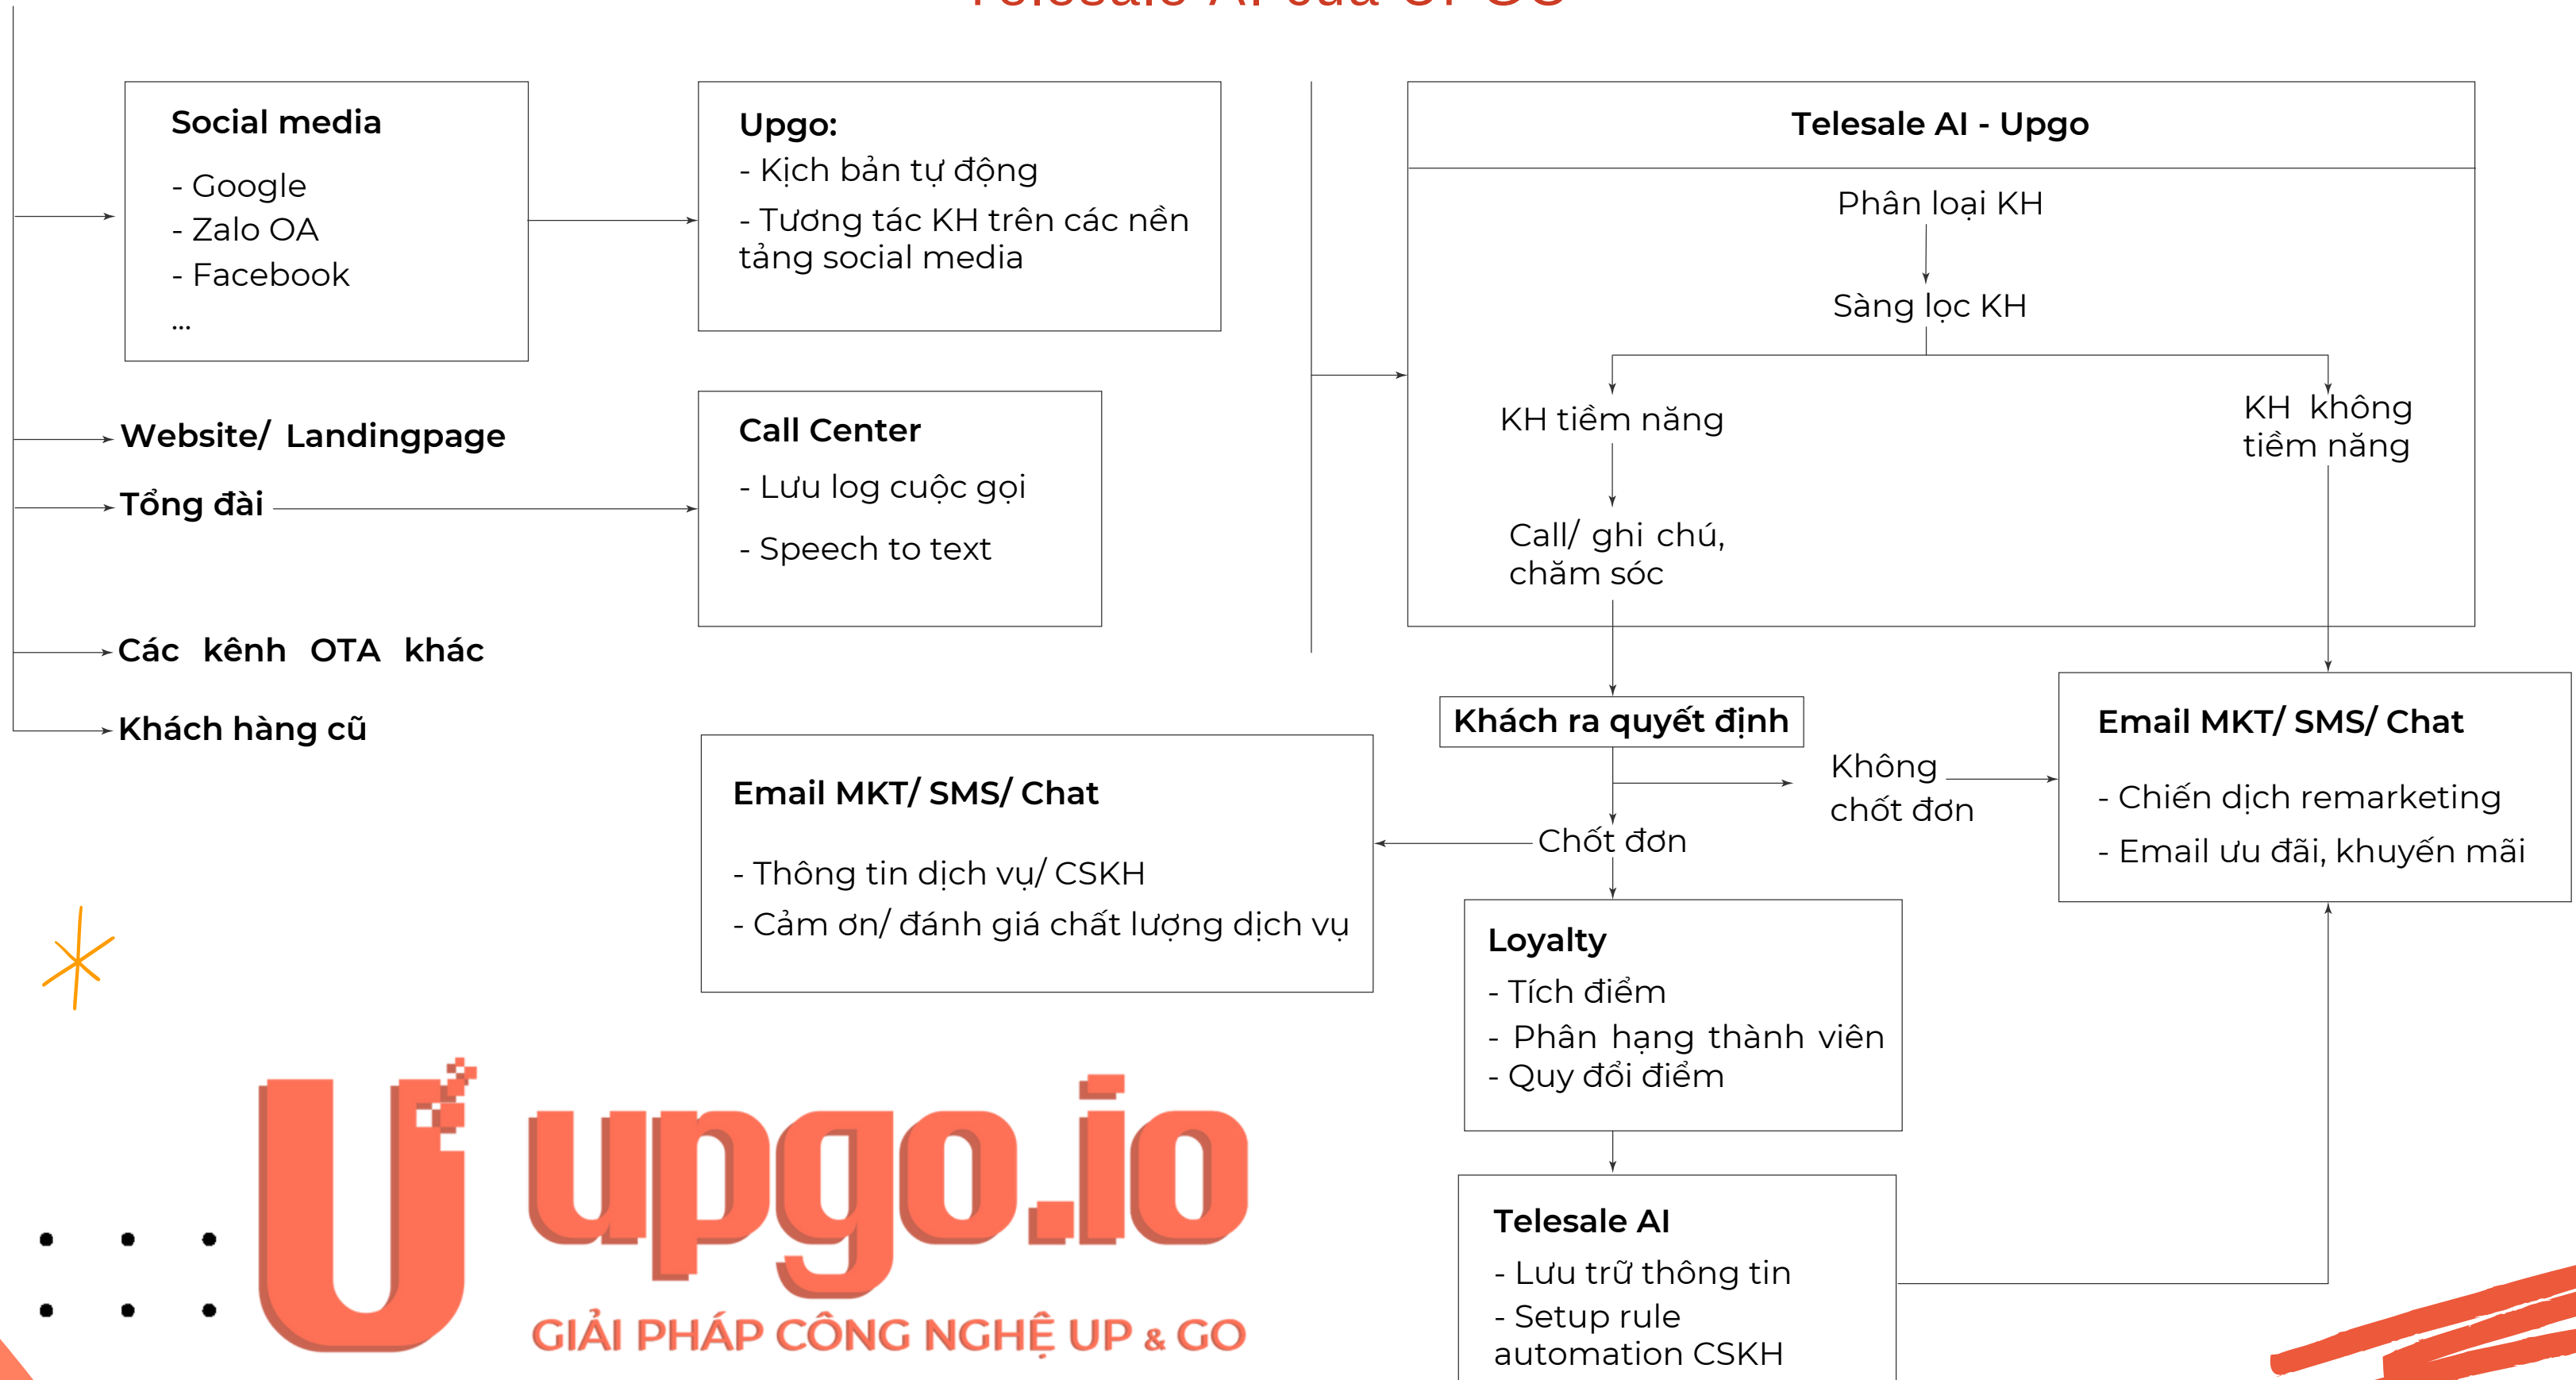 Telesale AI của UPGO
Social media
- Google
- Zalo OA
- Facebook
...
Upgo:
- Kịch bản tự động
- Tương tác KH trên các nền
tảng social media
Website/ Landingpage
Tổng đài
Call Center
- Lưu log cuộc gọi
- Speech to text
Các kênh OTA khác
Khách hàng cũ
Telesale AI - Upgo
Phân loại KH
Sàng lọc KH
KH tiềm năng
KH không
tiềm năng
Call/ ghi chú,
chăm sóc
Khách ra quyết định
Không
chốt đơn
Chốt đơn
Email MKT/ SMS/ Chat
- Chiến dịch remarketing
- Email ưu đãi, khuyến mãi
Email MKT/ SMS/ Chat
- Thông tin dịch vụ/ CSKH
- Cảm ơn/ đánh giá chất lượng dịch vụ
Loyalty
- Tích điểm
- Phân hạng thành viên
- Quy đổi điểm
Telesale AI
- Lưu trữ thông tin
- Setup rule
automation CSKH
U upgo.io
GIẢI PHÁP CÔNG NGHỆ UP & GO